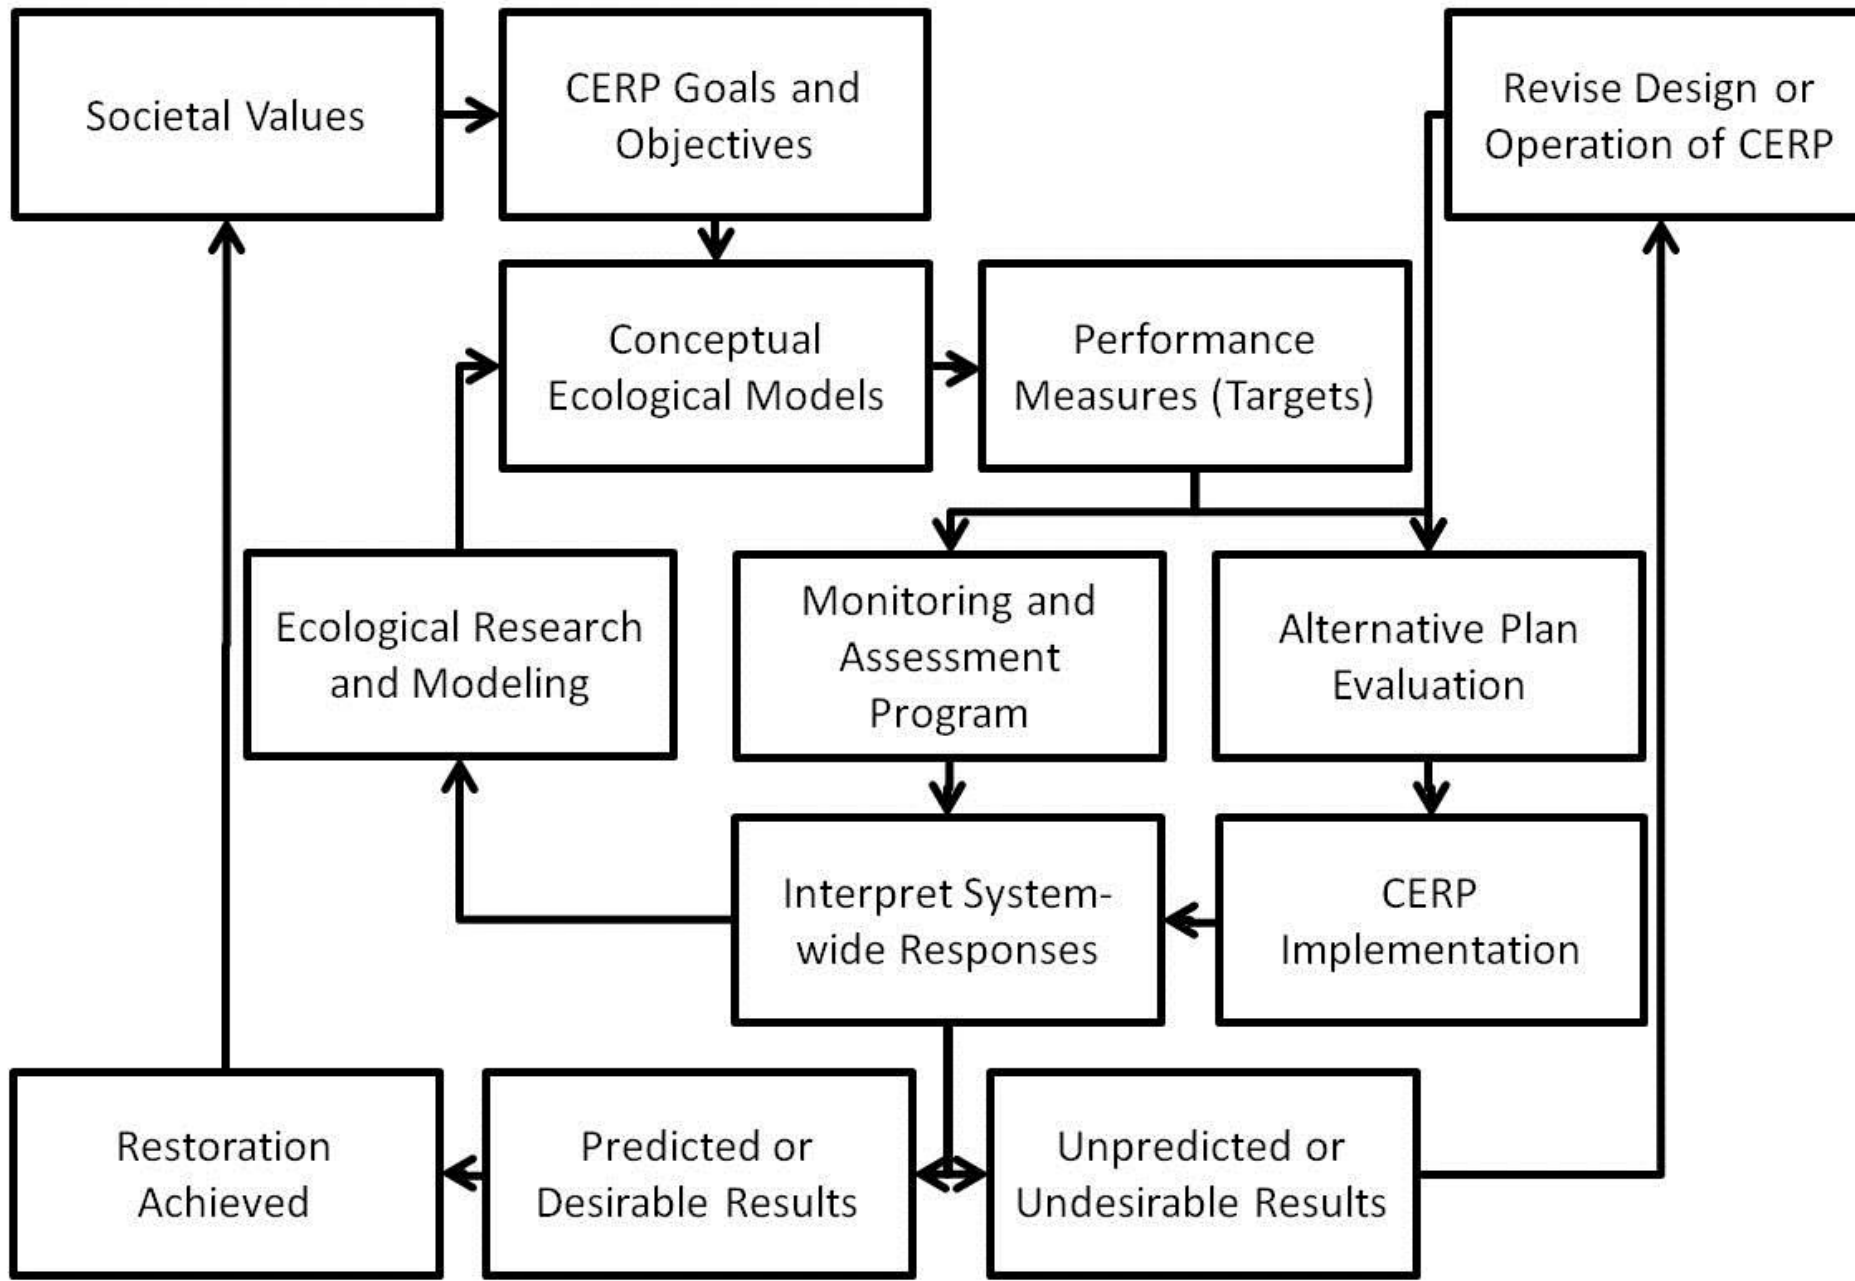 Societal Values
CERP Goals and
Objectives
Revise Design or
Operation of CERP
Conceptual
Ecological Models
Performance
Measures (Targets)
Ecological Research
and Modeling
Monitoring and
Assessment
Program
Alternative Plan
Evaluation
Interpret System-
wide Responses
CERP
Implementation
Restoration
Achieved
Predicted or
Desirable Results
Unpredicted or
Undesirable Results